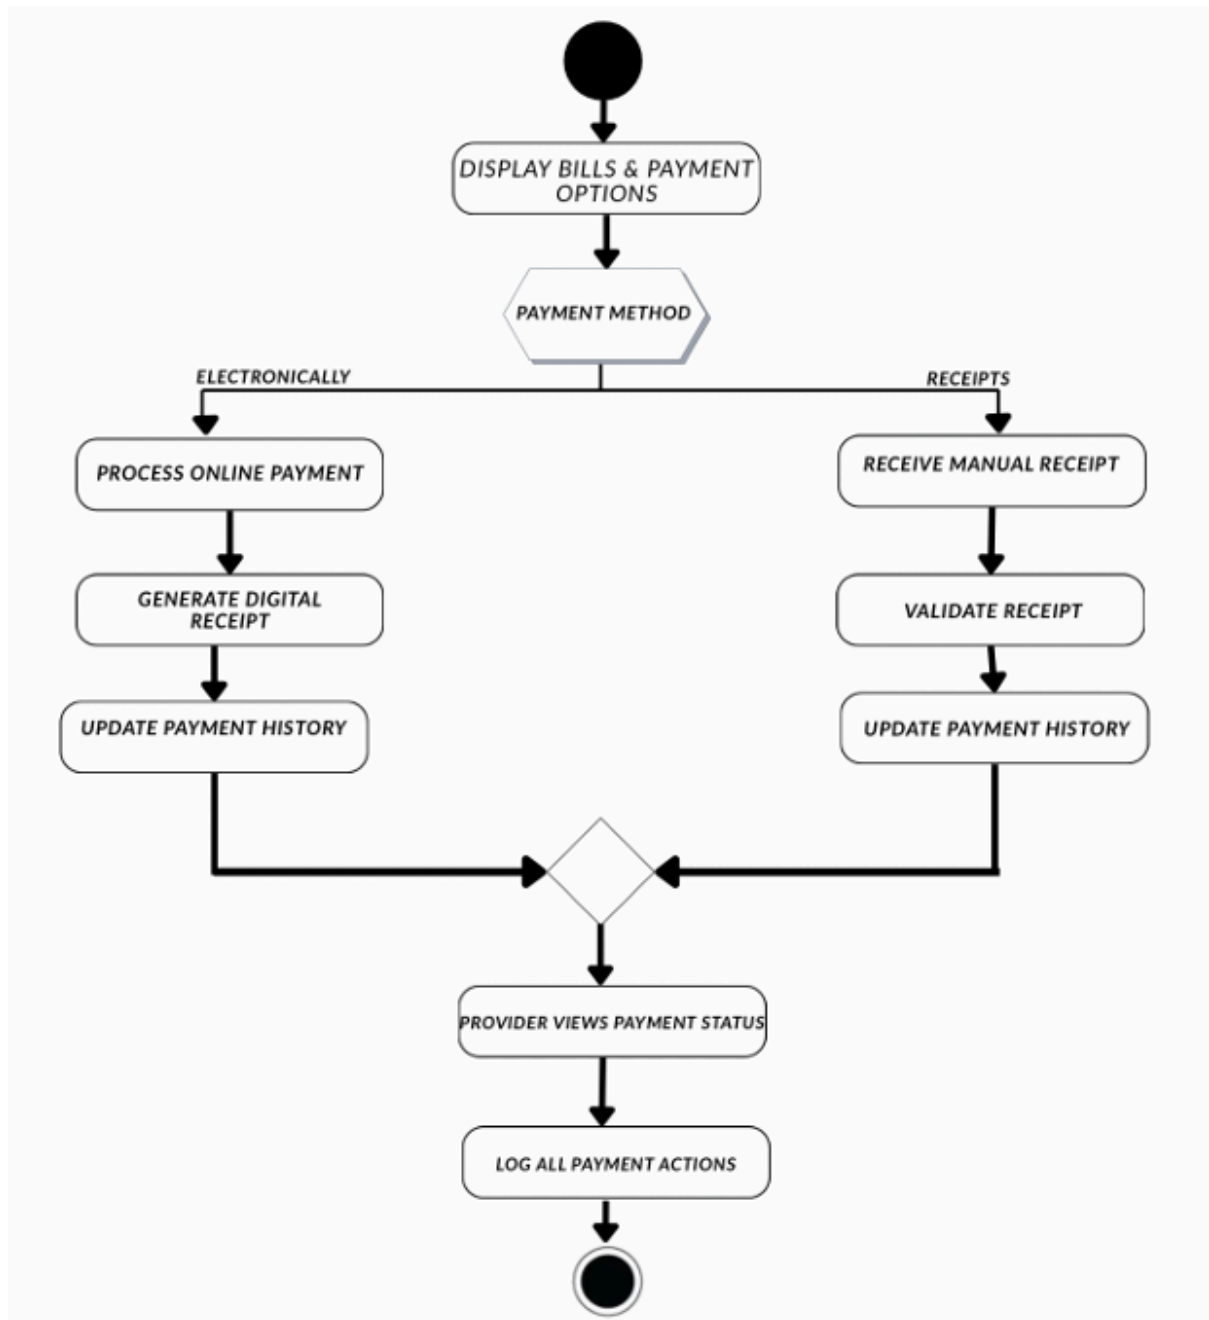 DISPLAY BILLS & PAYMENT
OPTIONS
PAYMENT METHOD
ELECTRONICALLY
RECEIPTS
PROCESS ONLINE PAYMENT
RECEIVE MANUAL RECEIPT
GENERATE DIGITAL
RECEIPT
VALIDATE RECEIPT
UPDATE PAYMENT HISTORY
UPDATE PAYMENT HISTORY
PROVIDER VIEWS PAYMENT STATUS
LOG ALL PAYMENT ACTIONS